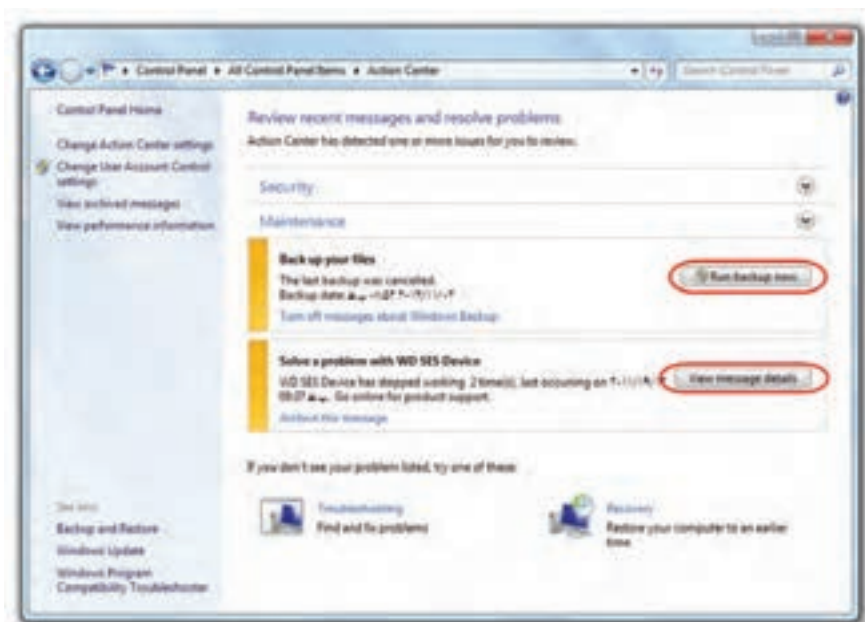 Control Panel ▸ All Control Panel Items ▸ Action Center
Search Control Panel
Control Panel Home
Change Action Center settings
Change User Account Control
settings
View archived messages
View performance information
Review recent messages and resolve problems
Action Center has detected one or more issues for you to review.
Security
Maintenance
Back up your files
The last backup was cancelled.
Backup date:
Run backup now
Turn off messages about Windows Backup
Solve a problem with WD SES Device
WD SES Device has stopped working 2 time(s), last occuring on
Go online for product support.
View message details
Archive this message
If you don't see your problem listed, try one of these:
Troubleshooting
Find and fix problems
Recovery
Restore your computer to an earlier
time
See also
Backup and Restore
Windows Update
Windows Program
Compatibility Troubleshooter